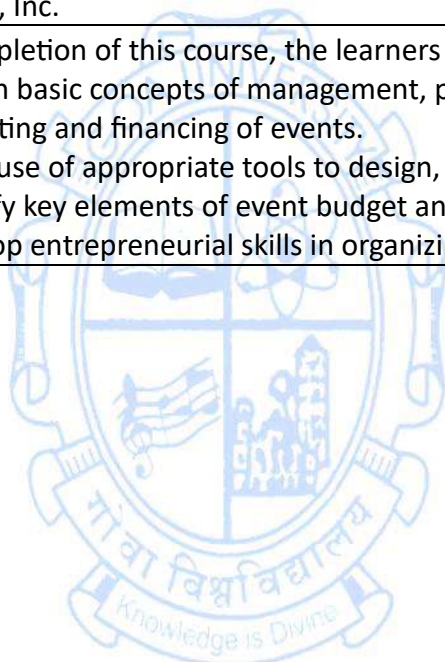 , Inc.
pletion of this course, the learners
n basic concepts of management, p
ting and financing of events.
use of appropriate tools to design,
fy key elements of event budget an
op entrepreneurial skills in organizi
GOA UNIVERSITY
गोंवा विश्वविद्यालय
Knowledge is Divine